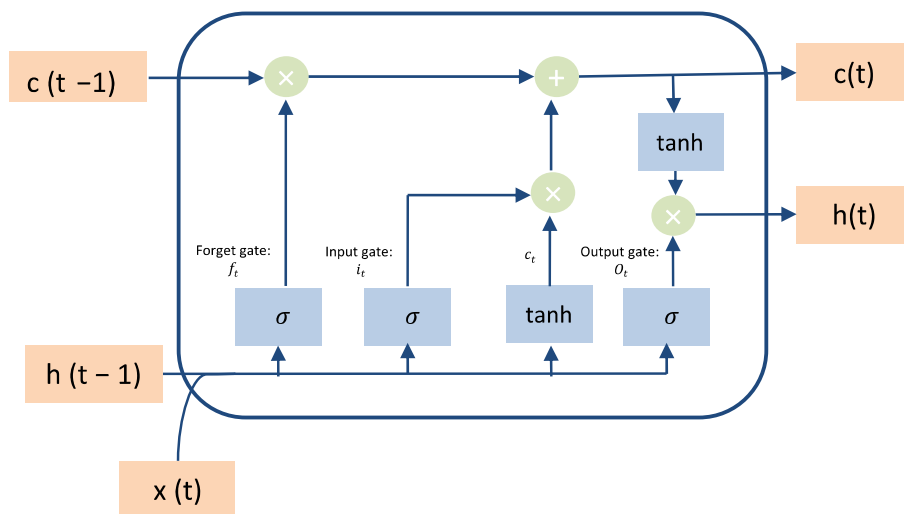 c (t −1)
×
+
c(t)
tanh
×
×
h(t)
Forget gate:
f_t
Input gate:
i_t
c_t
Output gate:
O_t
σ
σ
tanh
σ
h (t − 1)
x (t)